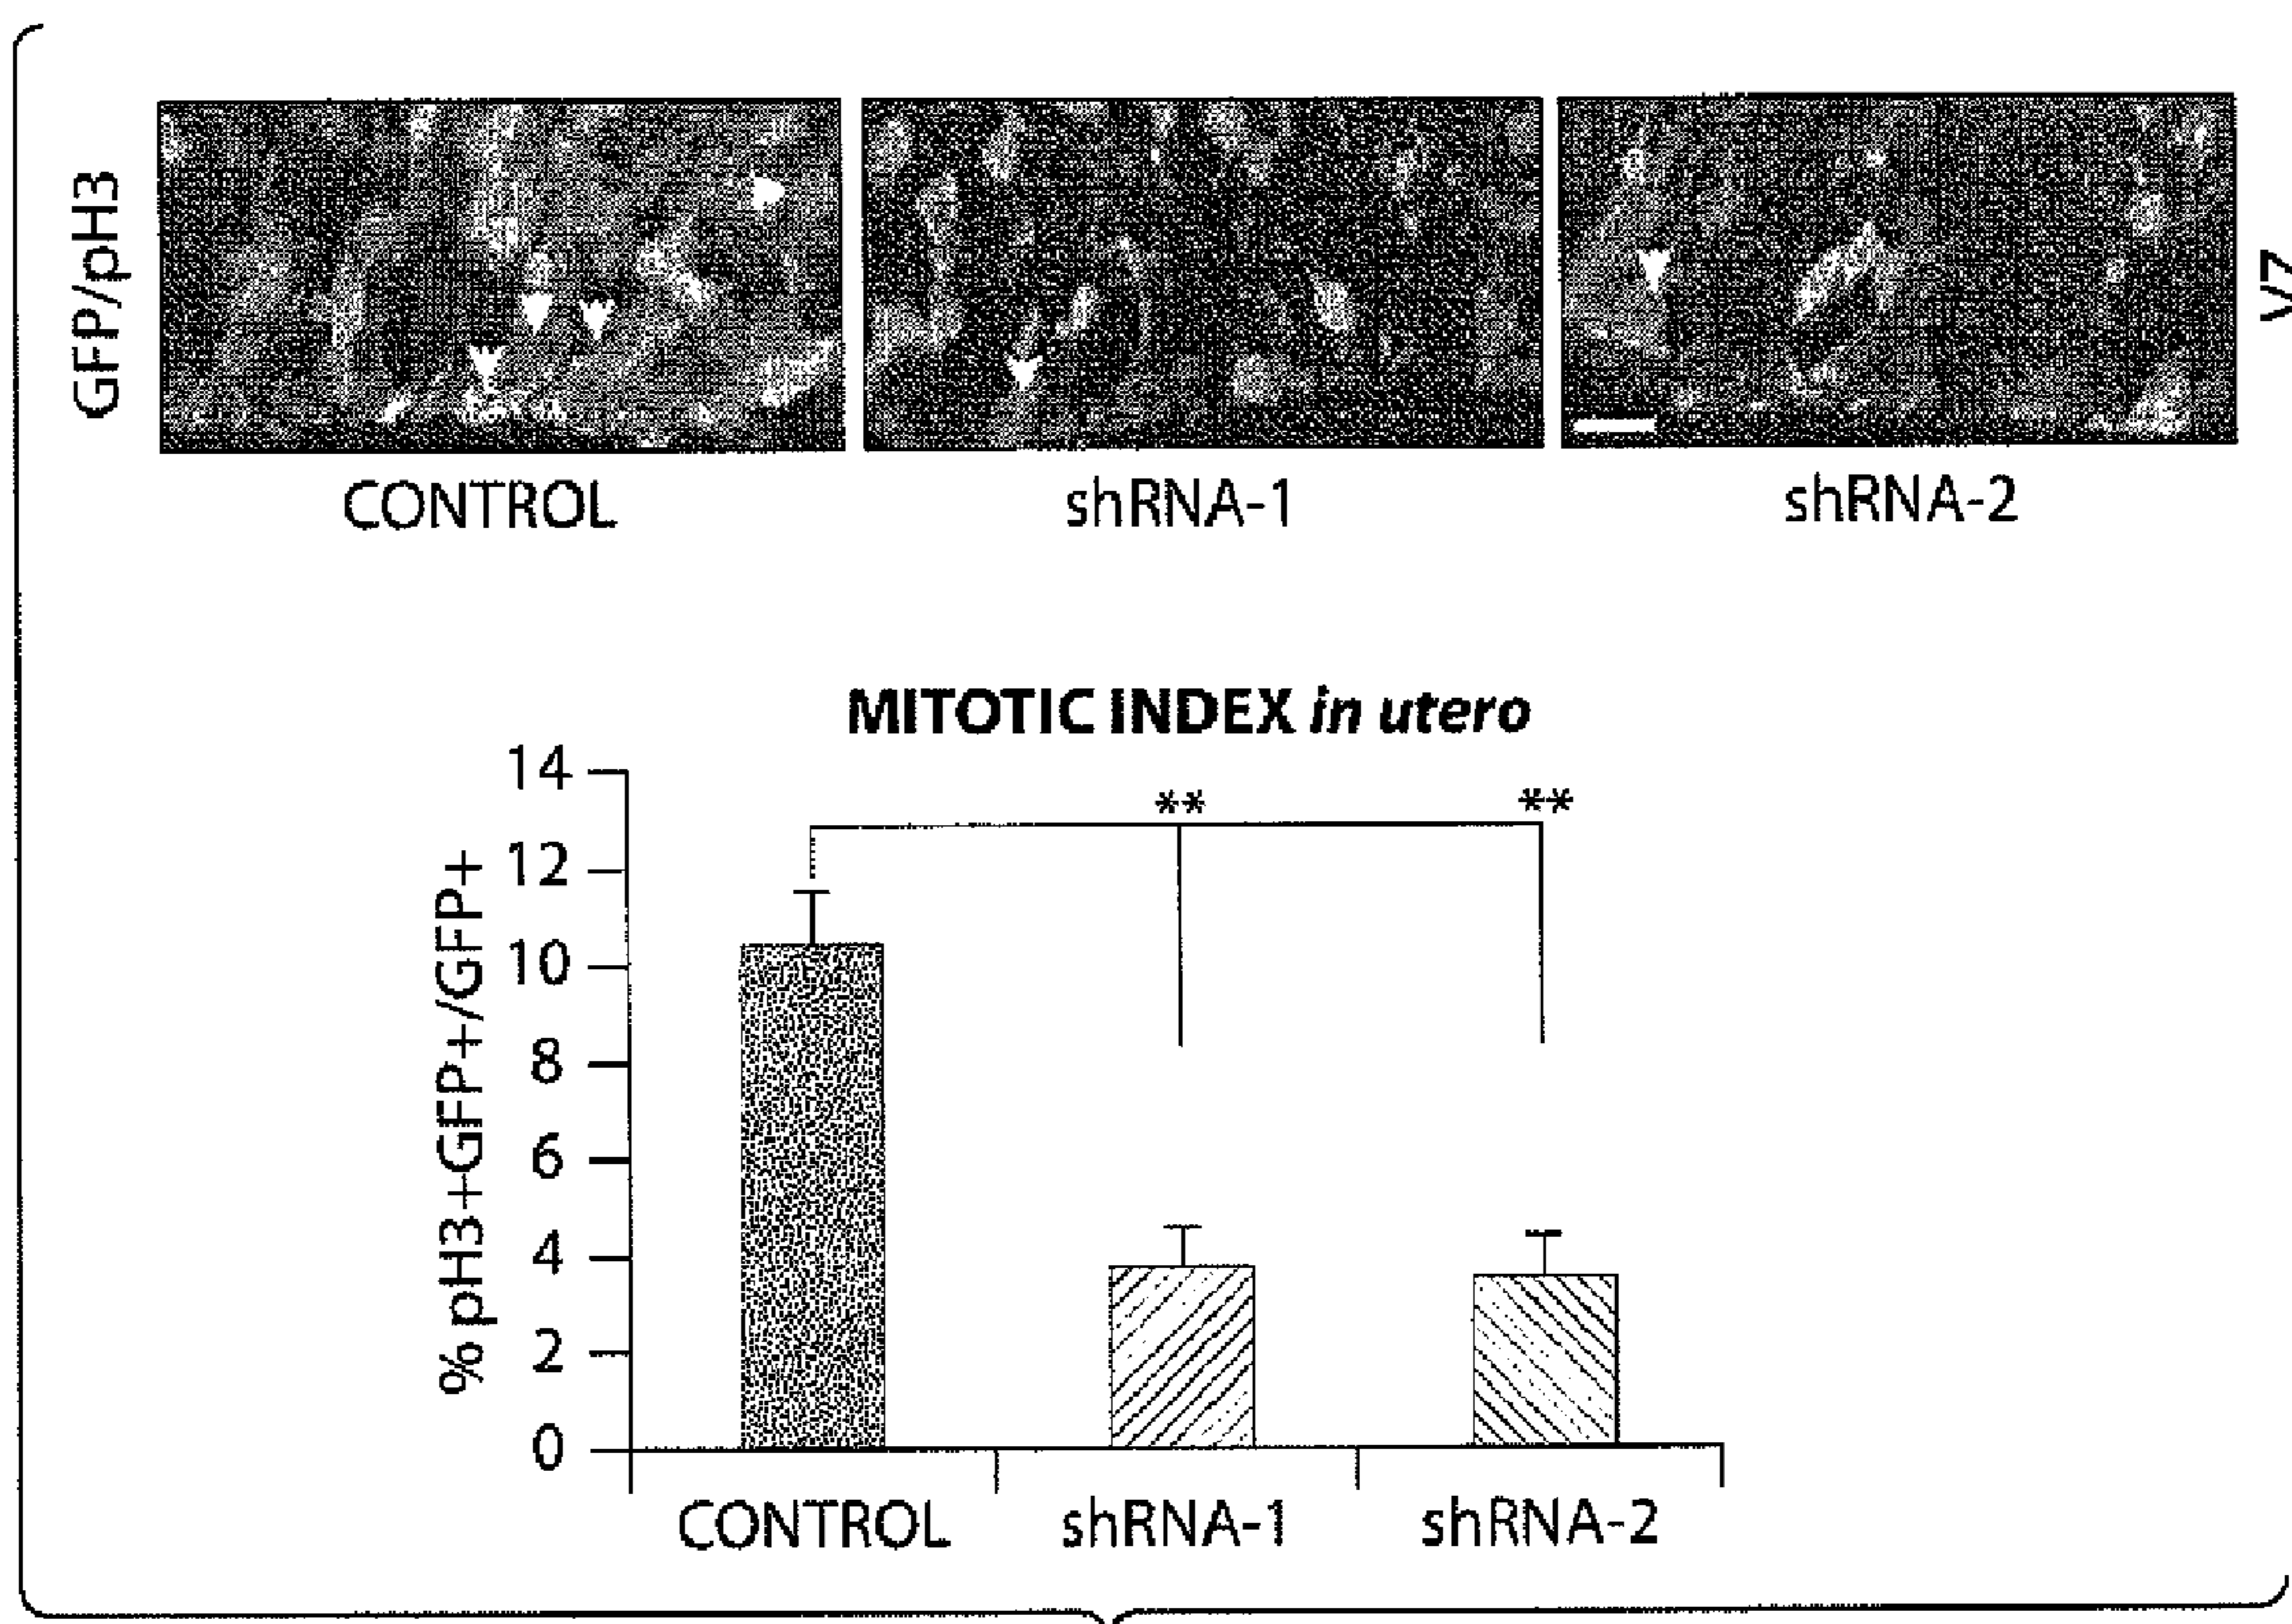 GFP/pH3
VZ
CONTROL
shRNA-1
shRNA-2
MITOTIC INDEX in utero
% pH3+GFP+/GFP+
14
12
10
8
6
4
2
0
**
**
CONTROL
shRNA-1
shRNA-2